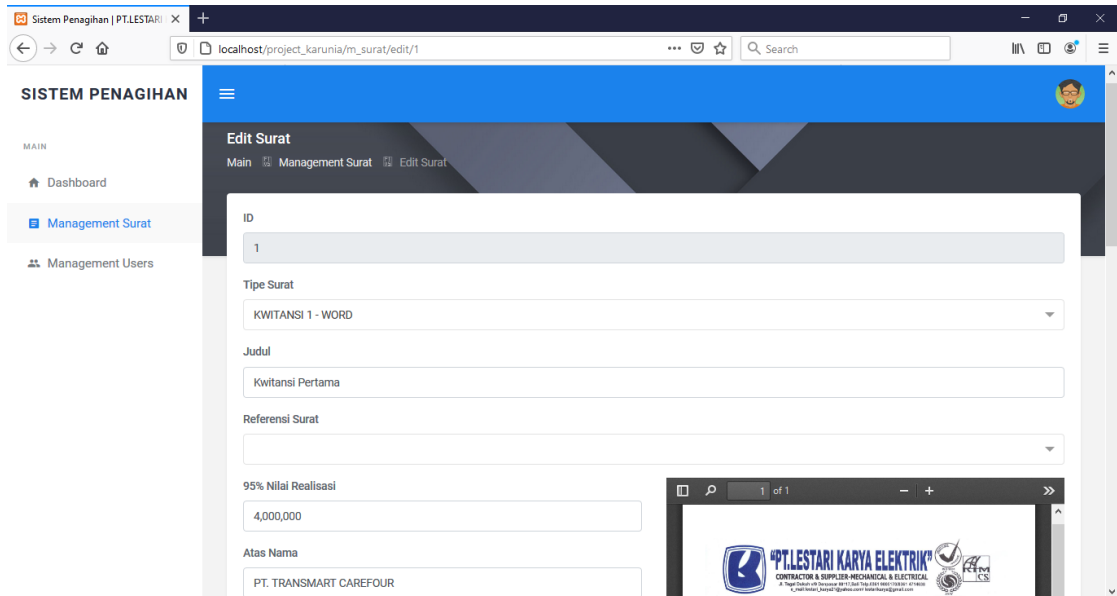 Sistem Penagihan | PT.LESTARI
localhost/project_karunia/m_surat/edit/1
Search
SISTEM PENAGIHAN
MAIN
Dashboard
Management Surat
Management Users
Edit Surat
Main Management Surat Edit Surat
ID
1
Tipe Surat
KWITANSI 1 - WORD
Judul
Kwitansi Pertama
Referensi Surat
95% Nilai Realisasi
4,000,000
Atas Nama
PT. TRANSMART CAREFOUR
1 of 1
"PT.LESTARI KARYA ELEKTRIK"
CONTRACTOR & SUPPLIER-MECHANICAL & ELECTRICAL